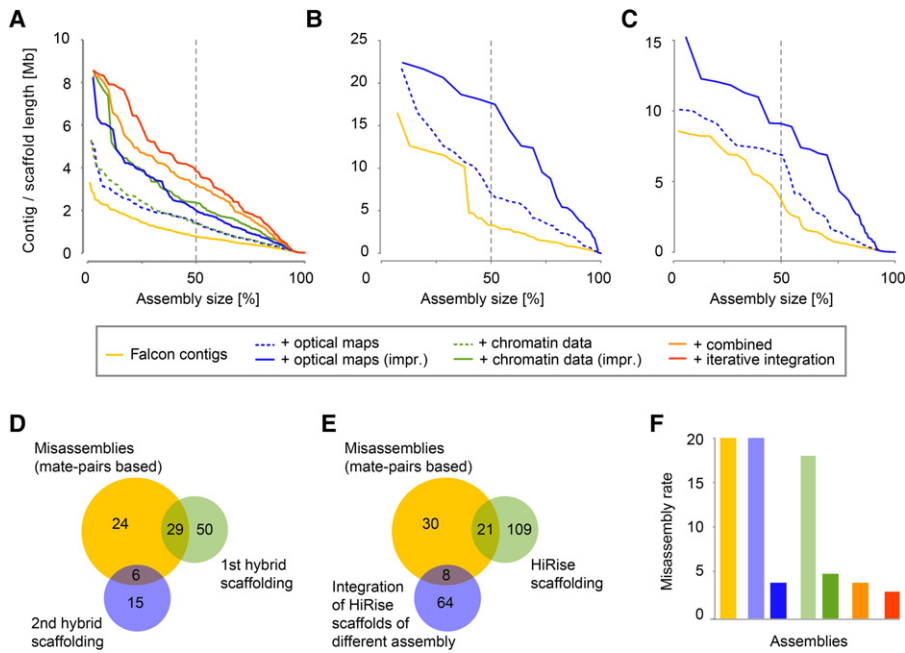 A
B
C
Contig / scaffold length [Mb]
10
8
6
4
2
0
0
50
100
Assembly size [%]
25
20
15
10
5
0
0
50
100
Assembly size [%]
15
10
5
0
0
50
100
Assembly size [%]
Falcon contigs
+ optical maps
+ optical maps (impr.)
+ chromatin data
+ chromatin data (impr.)
+ combined
+ iterative integration
D
Misassemblies
(mate-pairs based)
24
29
50
6
15
1st hybrid
scaffolding
2nd hybrid
scaffolding
E
Misassemblies
(mate-pairs based)
30
21
109
8
64
HiRise
scaffolding
Integration
of HiRise
scaffolds of
different assembly
F
Misassembly rate
20
15
10
5
0
Assemblies